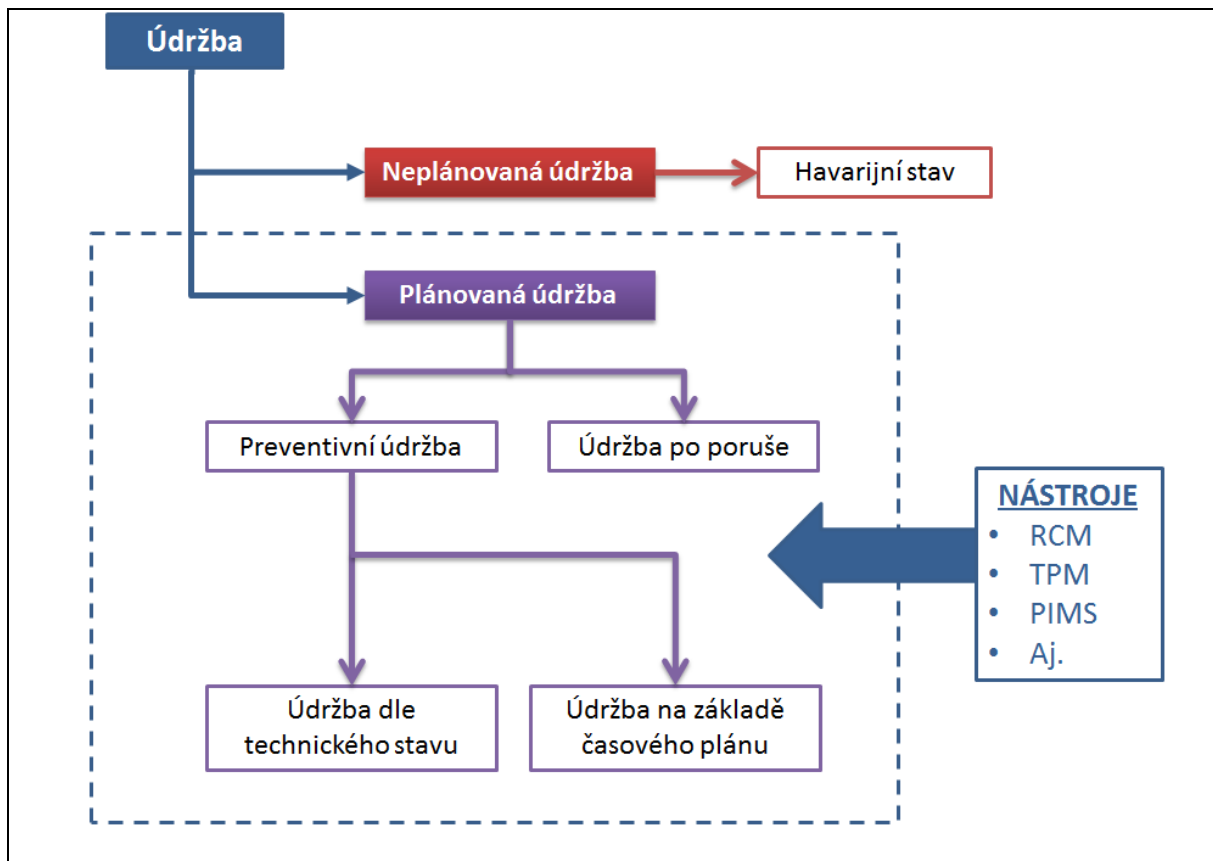 Údržba
Neplánovaná údržba
Havarijní stav
Plánovaná údržba
Preventivní údržba
Údržba po poruše
NÁSTROJE
• RCM
• TPM
• PIMS
• Aj.
Údržba dle
technického stavu
Údržba na základě
časového plánu